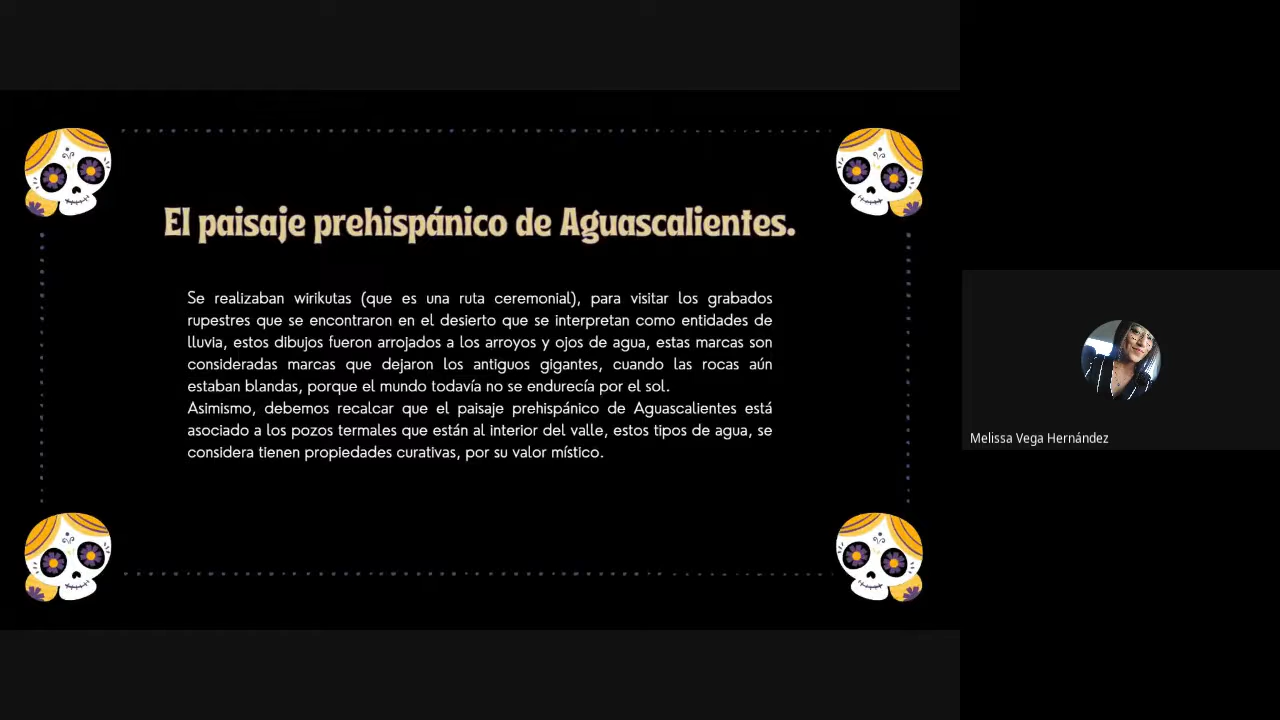 El paisaje prehispánico de Aguascalientes.
Se realizaban wirikutas (que es una ruta ceremonial), para visitar los grabados
rupestres que se encontraron en el desierto que se interpretan como entidades de
lluvia, estos dibujos fueron arrojados a los arroyos y ojos de agua, estas marcas son
consideradas marcas que dejaron los antiguos gigantes, cuando las rocas aún
estaban blandas, porque el mundo todavía no se endurecía por el sol.
Asimismo, debemos recalcar que el paisaje prehispánico de Aguascalientes está
asociado a los pozos termales que están al interior del valle, estos tipos de agua, se
considera tienen propiedades curativas, por su valor místico.
Melissa Vega Hernández